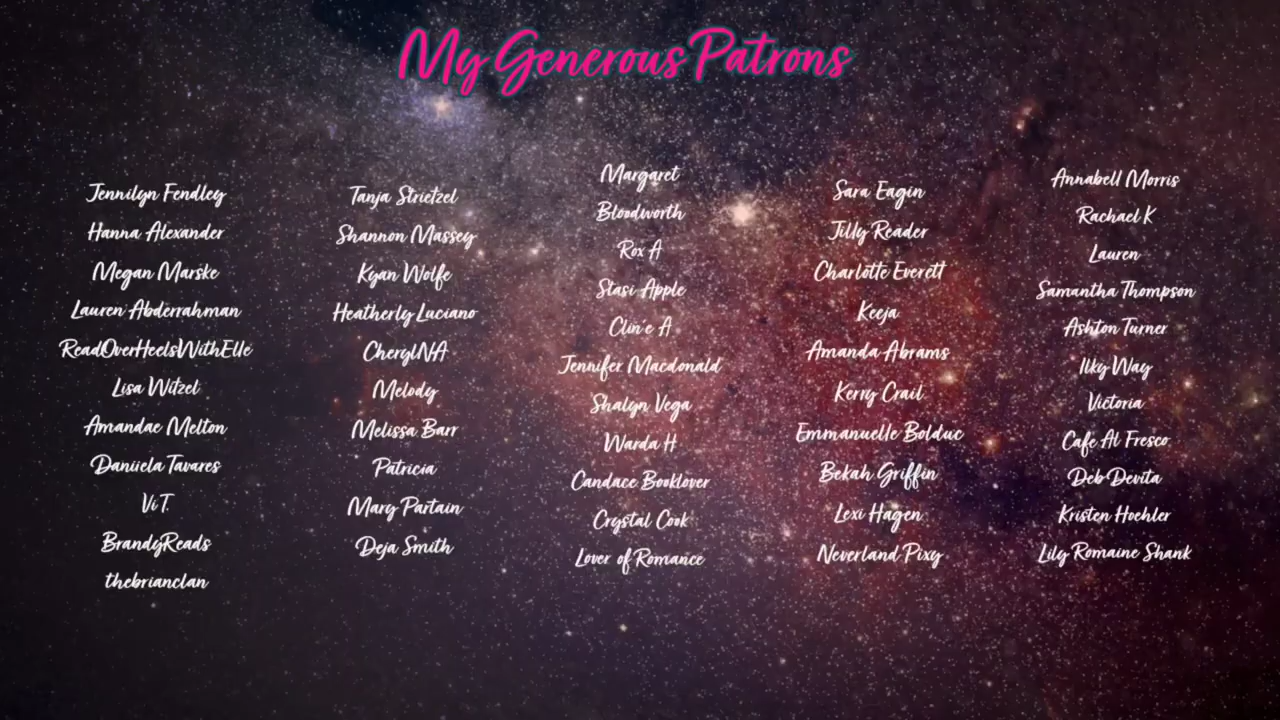 My Generous Patrons
Jennilyn Fendley
Hanna Alexander
Megan Marske
Lauren Abderrahman
ReadOverHeelsWithElle
Lisa Witzel
Amandae Melton
Daniiela Tavares
Vi T.
BrandyReads
thebrianclan
Tanja Strietzel
Shannon Massey
Kyan Wolfe
Heatherly Luciano
CherylNA
Melody
Melissa Barr
Patricia
Mary Partain
Deja Smith
Margaret
Bloodworth
Rox A
Stasi Apple
Clin'e A
Jennifer Macdonald
Shalyn Vega
Warda H
Candace Booklover
Crystal Cook
Lover of Romance
Sara Eagin
Jilly Reader
Charlotte Everett
Keeja
Amanda Abrams
Kerry Crail
Emmanuelle Bolduc
Bekah Griffin
Lexi Hagen
Neverland Pixy
Annabell Morris
Rachael K
Lauren
Samantha Thompson
Ashton Turner
Ilky Way
Victoria
Cafe Al Fresco
Deb Devita
Kristen Hoehler
Lily Romaine Shank